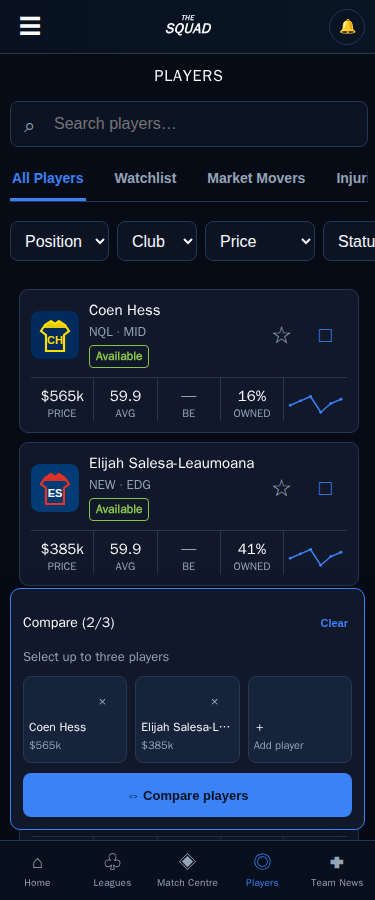 THE
SQUAD
PLAYERS
Search players…
All Players Watchlist Market Movers Injuri
Position Club Price Statu
CH
Coen Hess
NQL · MID
Available
$565k 59.9 — 16%
PRICE AVG BE OWNED
ES
Elijah Salesa-Leaumoana
NEW · EDG
Available
$385k 59.9 — 41%
PRICE AVG BE OWNED
Compare (2/3) Clear
Select up to three players
× × +
Coen Hess Elijah Salesa-L··· Add player
$565k $385k
⇔ Compare players
Home Leagues Match Centre Players Team News